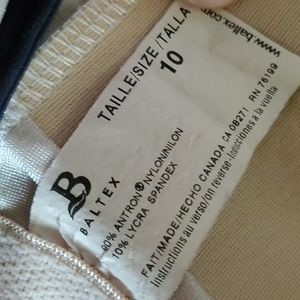 www.baltex.com
TAILLE/SIZE/TALLA
10
B
BALTEX
90% ANTRON® NYLON/NILON
10% LYCRA SPANDEX
FAIT/MADE/HECHO CANADA CA 08271 RN 76199
Instructions au verso/on reverse-Instrucciones a la vuelta